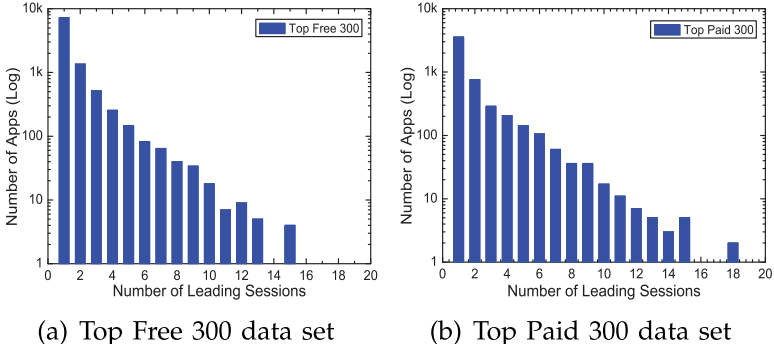 10k
1k
100
10
1
Number of Apps (Log)
Top Free 300
0 2 4 6 8 10 12 14 16 18 20
Number of Leading Sessions
(a) Top Free 300 data set
10k
1k
100
10
1
Number of Apps (Log)
Top Paid 300
0 2 4 6 8 10 12 14 16 18 20
Number of Leading Sessions
(b) Top Paid 300 data set